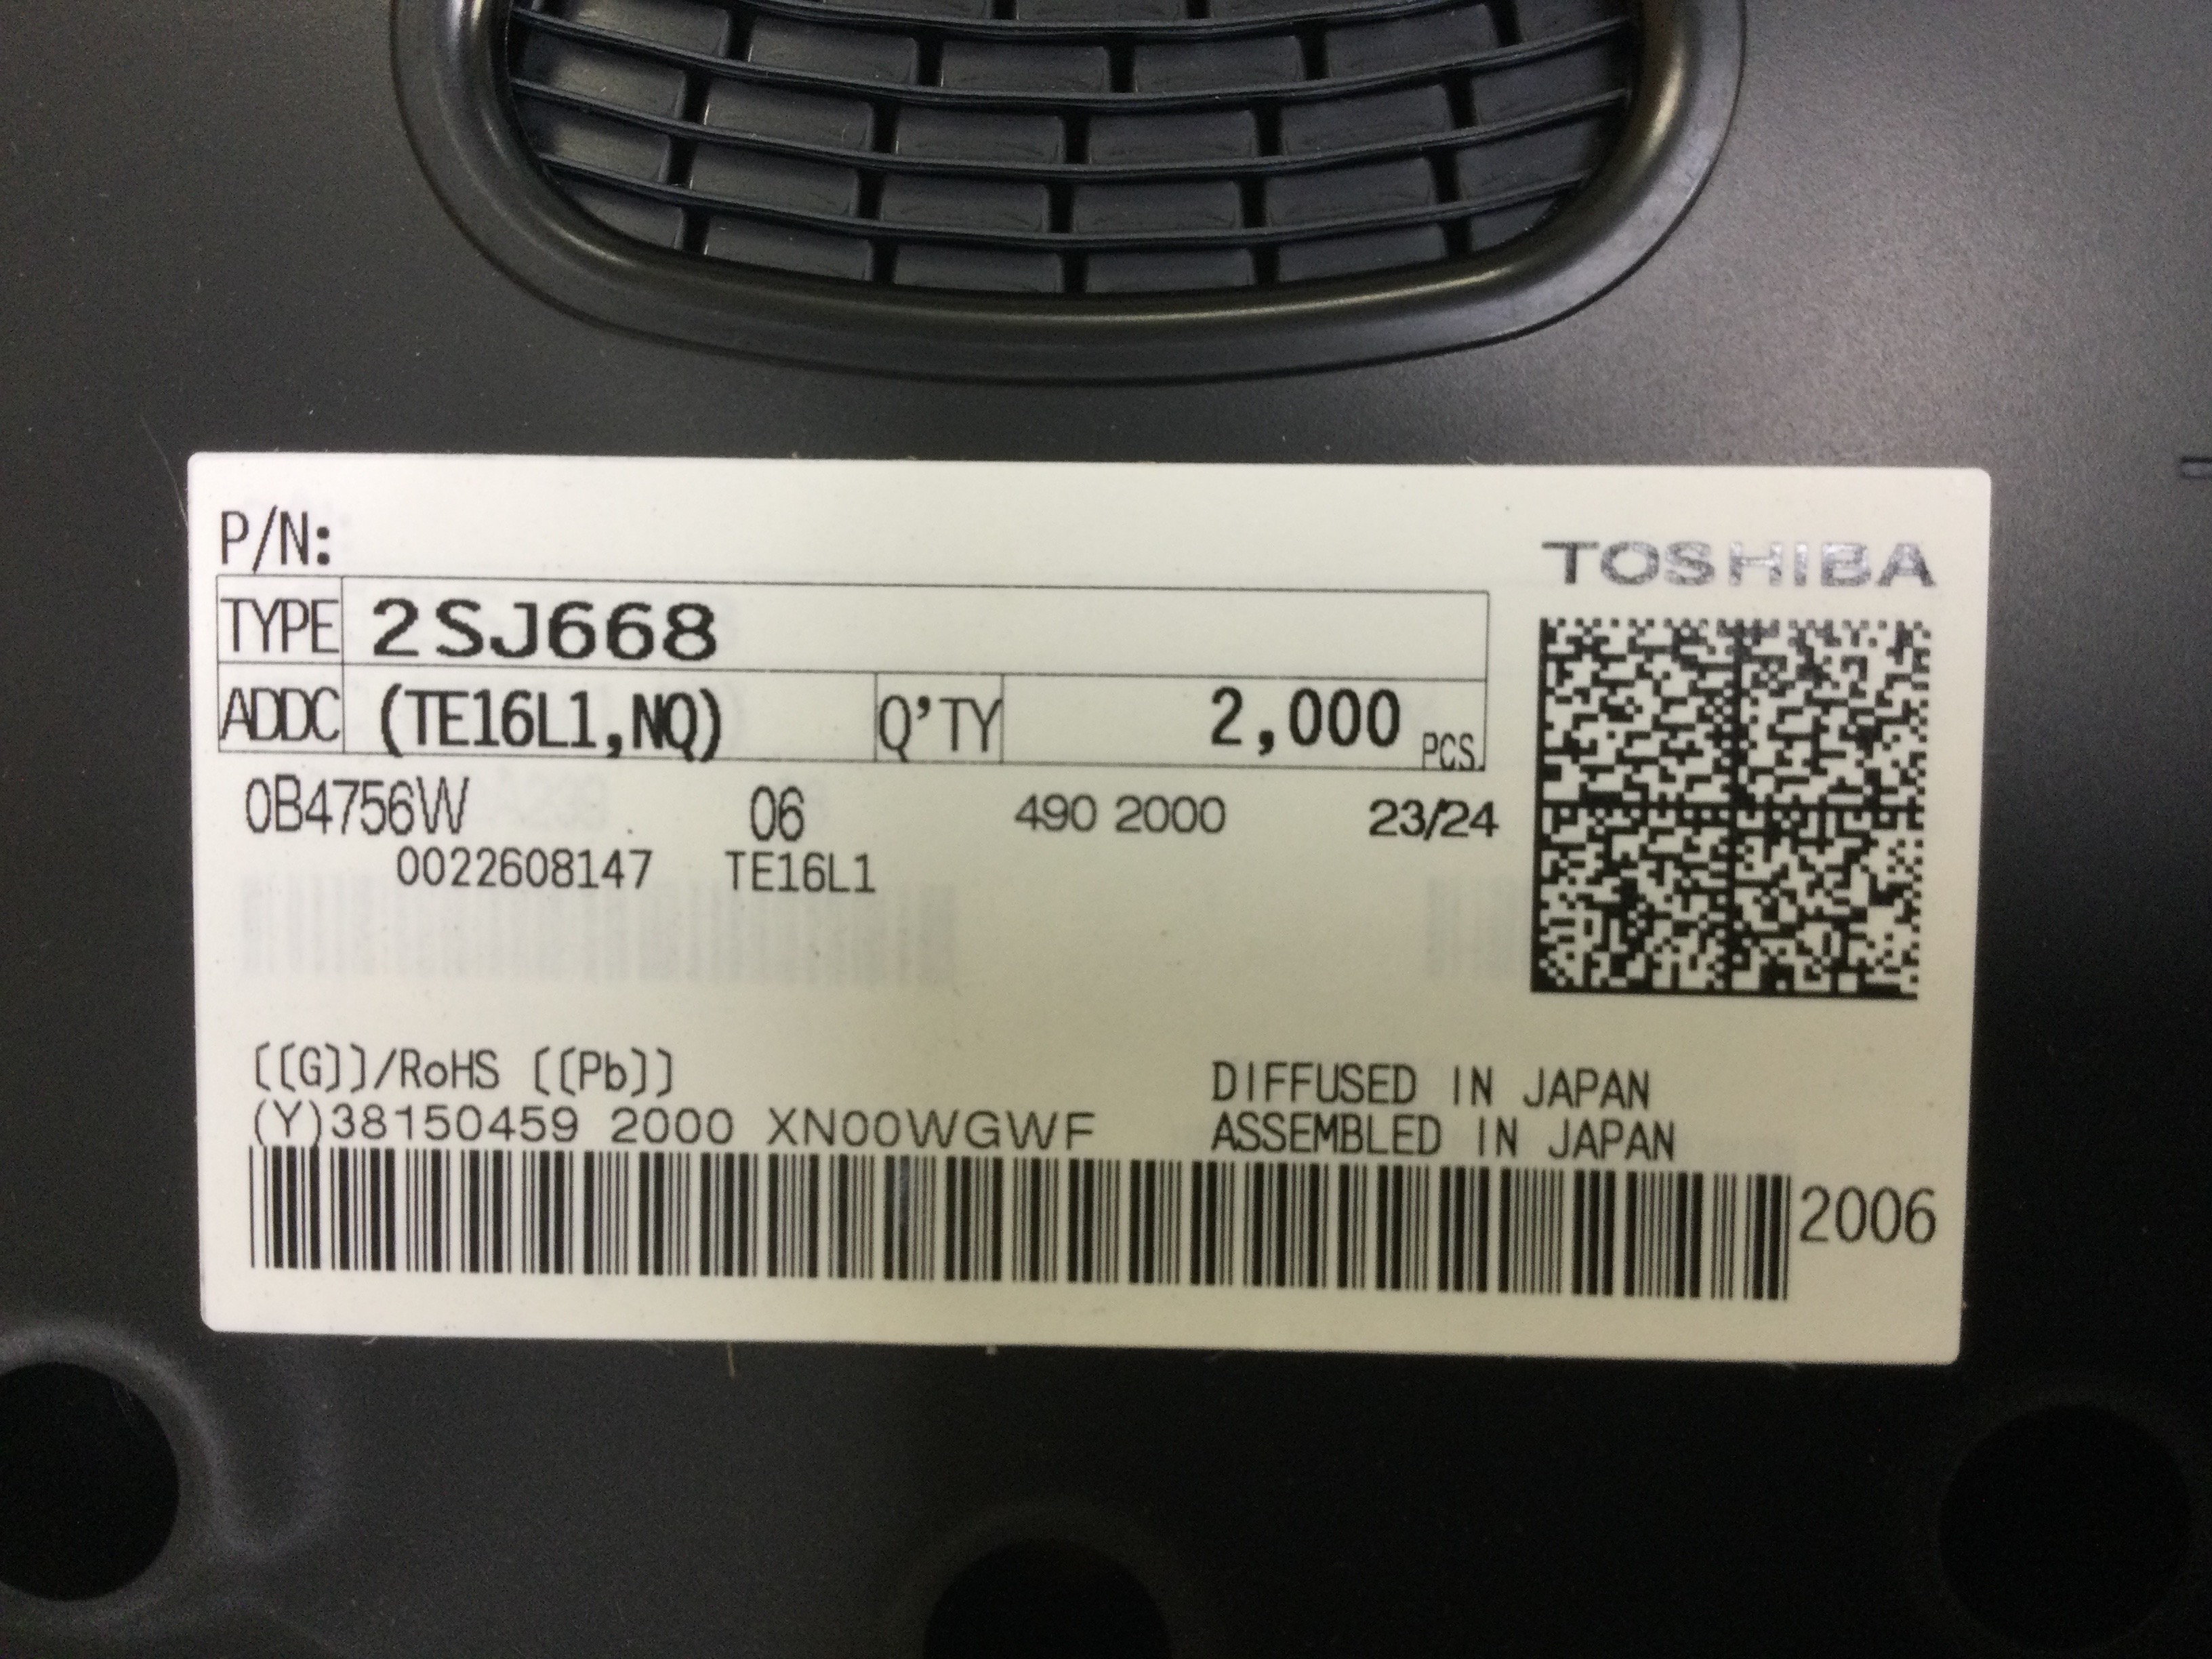 P/N:
TOSHIBA
TYPE 2SJ668
ADDC (TE16L1,NQ) Q'TY 2,000 PCS.
0B4756W 06 490 2000 23/24
0022608147 TE16L1
[[G]]/RoHS [[Pb]]
DIFFUSED IN JAPAN
(Y)38150459 2000 XN00WGWF
ASSEMBLED IN JAPAN
2006